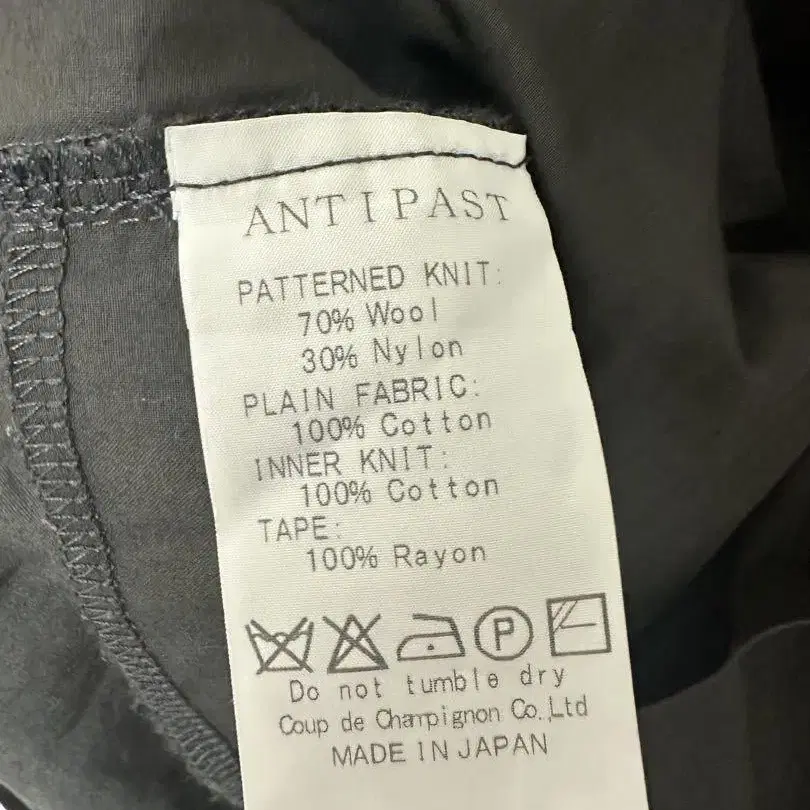 ANTIPAST
PATTERNED KNIT:
70% Wool
30% Nylon
PLAIN FABRIC:
100% Cotton
INNER KNIT:
100% Cotton
TAPE:
100% Rayon
P
Do not tumble dry
Coup de Champignon Co.,Ltd
MADE IN JAPAN